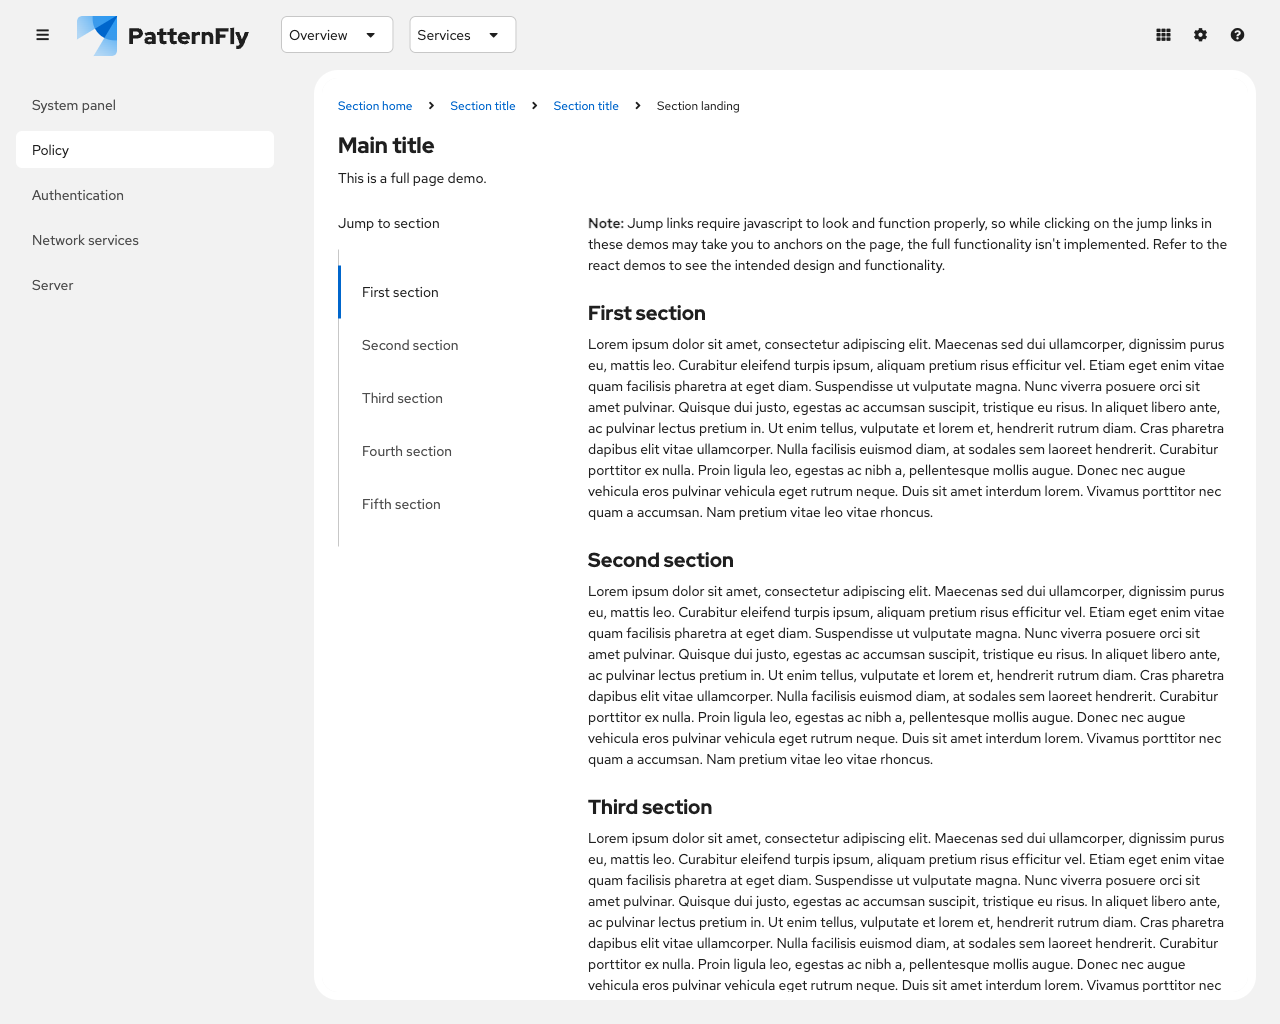 PatternFly
Overview
Services
System panel
Policy
Authentication
Network services
Server
Section home
Section title
Section title
Section landing
Main title
This is a full page demo.
Jump to section
First section
Second section
Third section
Fourth section
Fifth section
Note: Jump links require javascript to look and function properly, so while clicking on the jump links in
these demos may take you to anchors on the page, the full functionality isn't implemented. Refer to the
react demos to see the intended design and functionality.
First section
Lorem ipsum dolor sit amet, consectetur adipiscing elit. Maecenas sed dui ullamcorper, dignissim purus
eu, mattis leo. Curabitur eleifend turpis ipsum, aliquam pretium risus efficitur vel. Etiam eget enim vitae
quam facilisis pharetra at eget diam. Suspendisse ut vulputate magna. Nunc viverra posuere orci sit
amet pulvinar. Quisque dui justo, egestas ac accumsan suscipit, tristique eu risus. In aliquet libero ante,
ac pulvinar lectus pretium in. Ut enim tellus, vulputate et lorem et, hendrerit rutrum diam. Cras pharetra
dapibus elit vitae ullamcorper. Nulla facilisis euismod diam, at sodales sem laoreet hendrerit. Curabitur
porttitor ex nulla. Proin ligula leo, egestas ac nibh a, pellentesque mollis augue. Donec nec augue
vehicula eros pulvinar vehicula eget rutrum neque. Duis sit amet interdum lorem. Vivamus porttitor nec
quam a accumsan. Nam pretium vitae leo vitae rhoncus.
Second section
Lorem ipsum dolor sit amet, consectetur adipiscing elit. Maecenas sed dui ullamcorper, dignissim purus
eu, mattis leo. Curabitur eleifend turpis ipsum, aliquam pretium risus efficitur vel. Etiam eget enim vitae
quam facilisis pharetra at eget diam. Suspendisse ut vulputate magna. Nunc viverra posuere orci sit
amet pulvinar. Quisque dui justo, egestas ac accumsan suscipit, tristique eu risus. In aliquet libero ante,
ac pulvinar lectus pretium in. Ut enim tellus, vulputate et lorem et, hendrerit rutrum diam. Cras pharetra
dapibus elit vitae ullamcorper. Nulla facilisis euismod diam, at sodales sem laoreet hendrerit. Curabitur
porttitor ex nulla. Proin ligula leo, egestas ac nibh a, pellentesque mollis augue. Donec nec augue
vehicula eros pulvinar vehicula eget rutrum neque. Duis sit amet interdum lorem. Vivamus porttitor nec
quam a accumsan. Nam pretium vitae leo vitae rhoncus.
Third section
Lorem ipsum dolor sit amet, consectetur adipiscing elit. Maecenas sed dui ullamcorper, dignissim purus
eu, mattis leo. Curabitur eleifend turpis ipsum, aliquam pretium risus efficitur vel. Etiam eget enim vitae
quam facilisis pharetra at eget diam. Suspendisse ut vulputate magna. Nunc viverra posuere orci sit
amet pulvinar. Quisque dui justo, egestas ac accumsan suscipit, tristique eu risus. In aliquet libero ante,
ac pulvinar lectus pretium in. Ut enim tellus, vulputate et lorem et, hendrerit rutrum diam. Cras pharetra
dapibus elit vitae ullamcorper. Nulla facilisis euismod diam, at sodales sem laoreet hendrerit. Curabitur
porttitor ex nulla. Proin ligula leo, egestas ac nibh a, pellentesque mollis augue. Donec nec augue
vehicula eros pulvinar vehicula eget rutrum neque. Duis sit amet interdum lorem. Vivamus porttitor nec